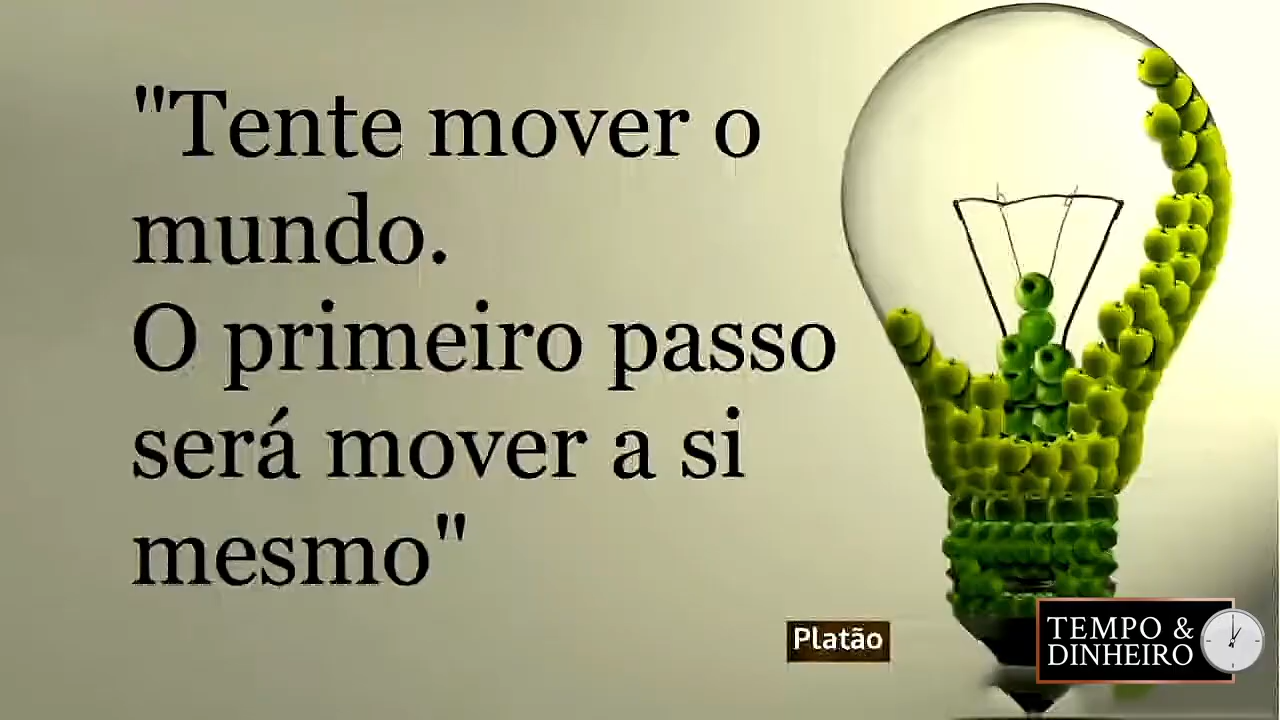 "Tente mover o
mundo.
O primeiro passo
será mover a si
mesmo"
Platão
TEMPO &
DINHEIRO